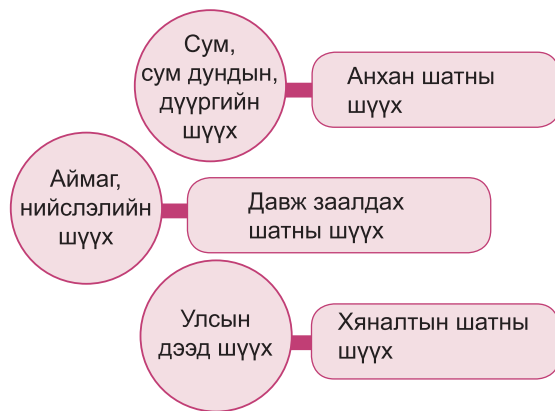 Сум,
сум дундын,
дүүргийн
шүүх
Анхан шатны
шүүх
Аймаг,
нийслэлийн
шүүх
Давж заалдах
шатны шүүх
Улсын
дээд шүүх
Хяналтын шатны
шүүх